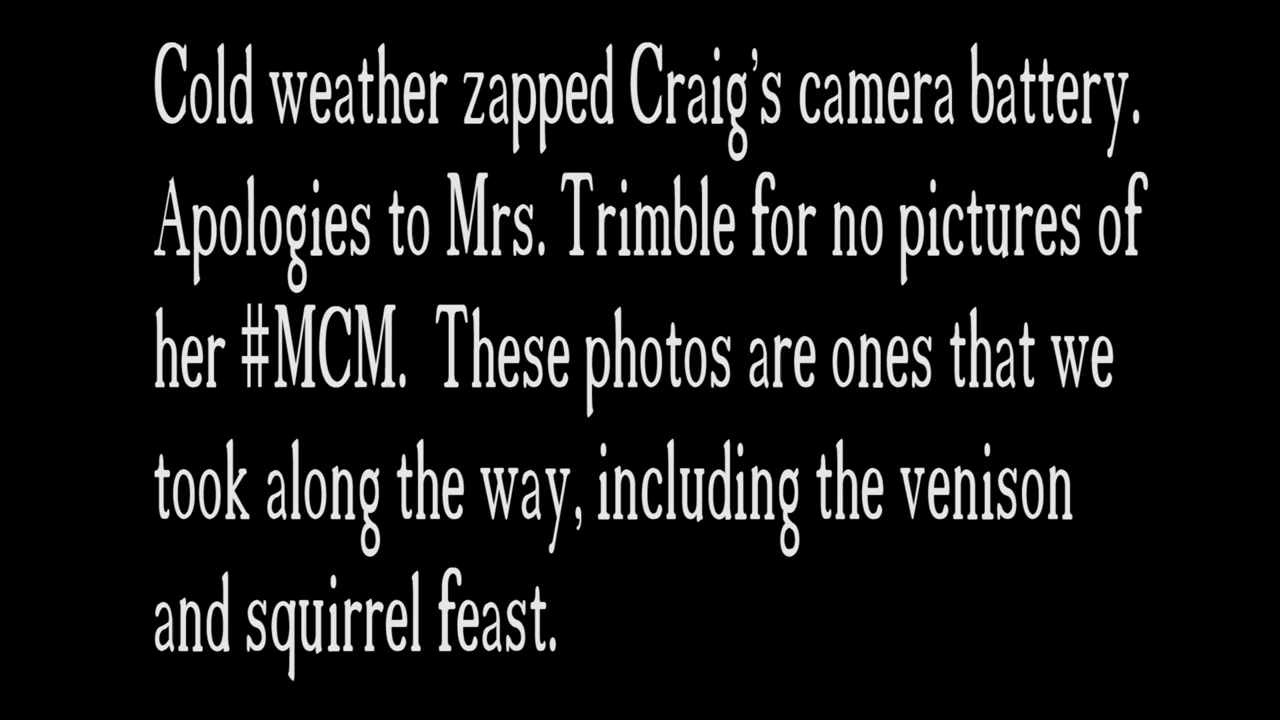 Cold weather zapped Craig's camera battery.
Apologies to Mrs. Trimble for no pictures of
her #MCM.  These photos are ones that we
took along the way, including the venison
and squirrel feast.